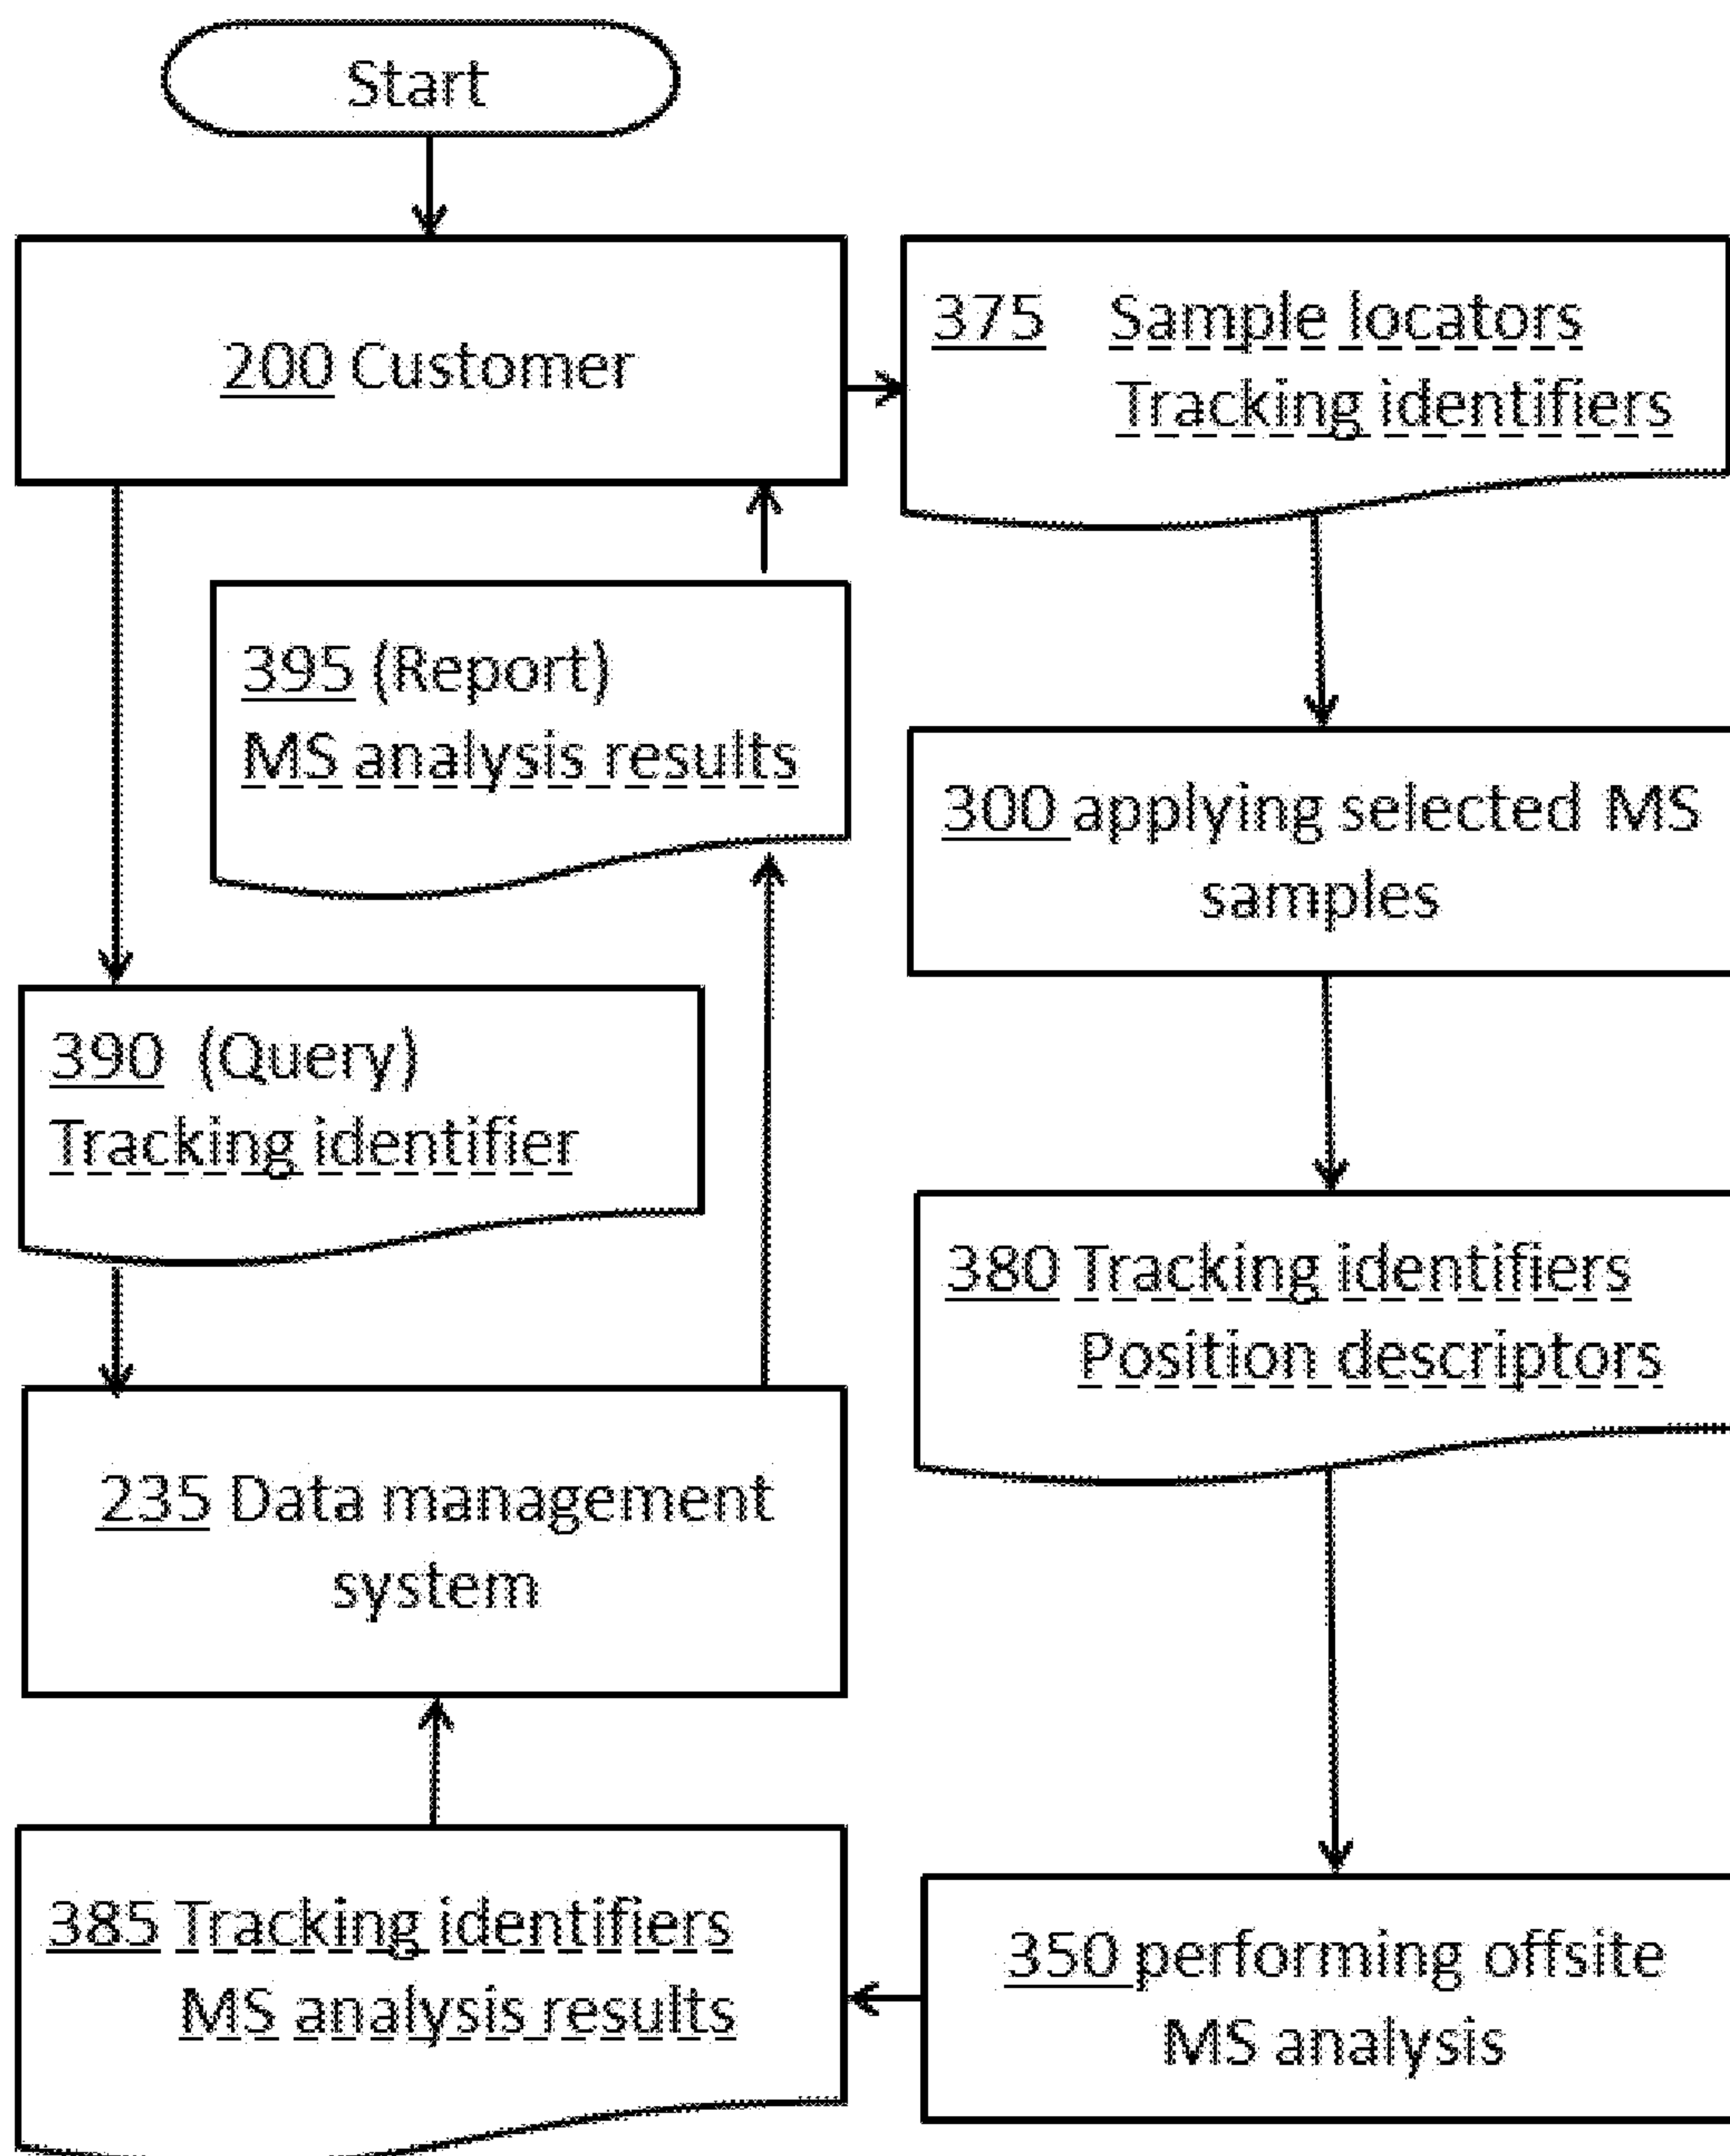 Start
200 Customer
375 Sample locators
Tracking identifiers
395 (Report)
MS analysis results
300 applying selected MS
samples
390 (Query)
Tracking identifier
380 Tracking identifiers
Position descriptors
235 Data management
system
385 Tracking identifiers
MS analysis results
350 performing offsite
MS analysis